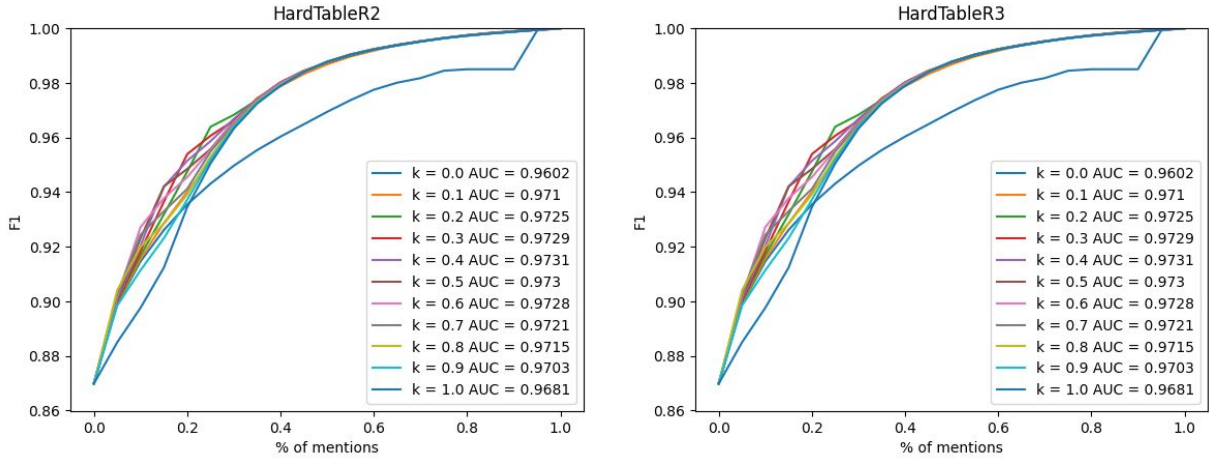 HardTableR2
1.00
0.98
0.96
0.94
0.92
0.90
0.88
0.86
F1
k = 0.0 AUC = 0.9602
k = 0.1 AUC = 0.971
k = 0.2 AUC = 0.9725
k = 0.3 AUC = 0.9729
k = 0.4 AUC = 0.9731
k = 0.5 AUC = 0.973
k = 0.6 AUC = 0.9728
k = 0.7 AUC = 0.9721
k = 0.8 AUC = 0.9715
k = 0.9 AUC = 0.9703
k = 1.0 AUC = 0.9681
0.0 0.2 0.4 0.6 0.8 1.0
% of mentions
HardTableR3
1.00
0.98
0.96
0.94
0.92
0.90
0.88
0.86
F1
k = 0.0 AUC = 0.9602
k = 0.1 AUC = 0.971
k = 0.2 AUC = 0.9725
k = 0.3 AUC = 0.9729
k = 0.4 AUC = 0.9731
k = 0.5 AUC = 0.973
k = 0.6 AUC = 0.9728
k = 0.7 AUC = 0.9721
k = 0.8 AUC = 0.9715
k = 0.9 AUC = 0.9703
k = 1.0 AUC = 0.9681
0.0 0.2 0.4 0.6 0.8 1.0
% of mentions